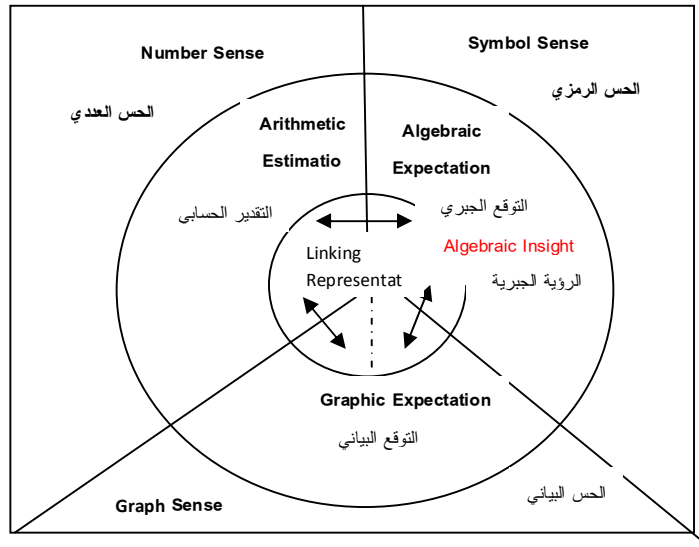 Number Sense
الحس العددي
Symbol Sense
الحس الرمزي
Arithmetic
Estimatio
التقدير الحسابي
Algebraic
Expectation
التوقع الجبري
Algebraic Insight
الرؤية الجبرية
Linking
Representat
Graphic Expectation
التوقع البياني
Graph Sense
الحس البياني